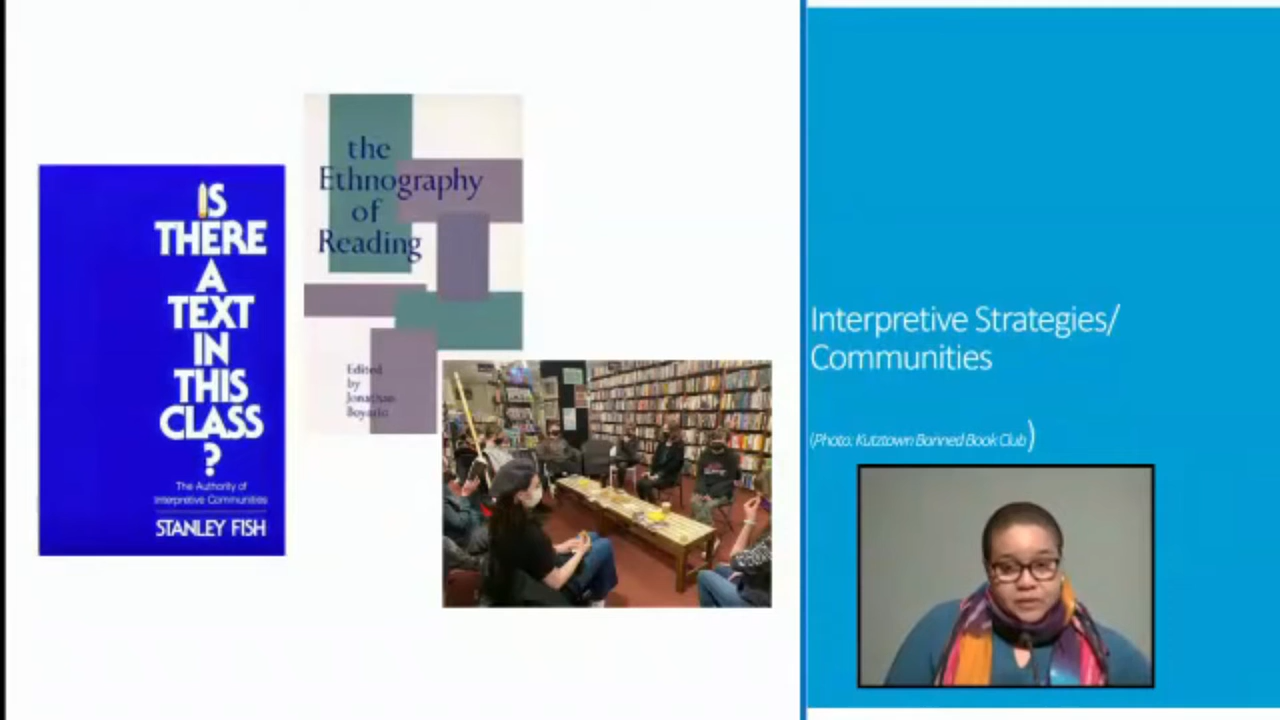 IS
THERE
A
TEXT
IN
THIS
CLASS
?
The Authority of
Interpretive Communities
STANLEY FISH
the
Ethnography
of
Reading
Edited
by
Jonathan
Boyarin
Interpretive Strategies/
Communities
(Photo: Kutztown Banned Book Club)